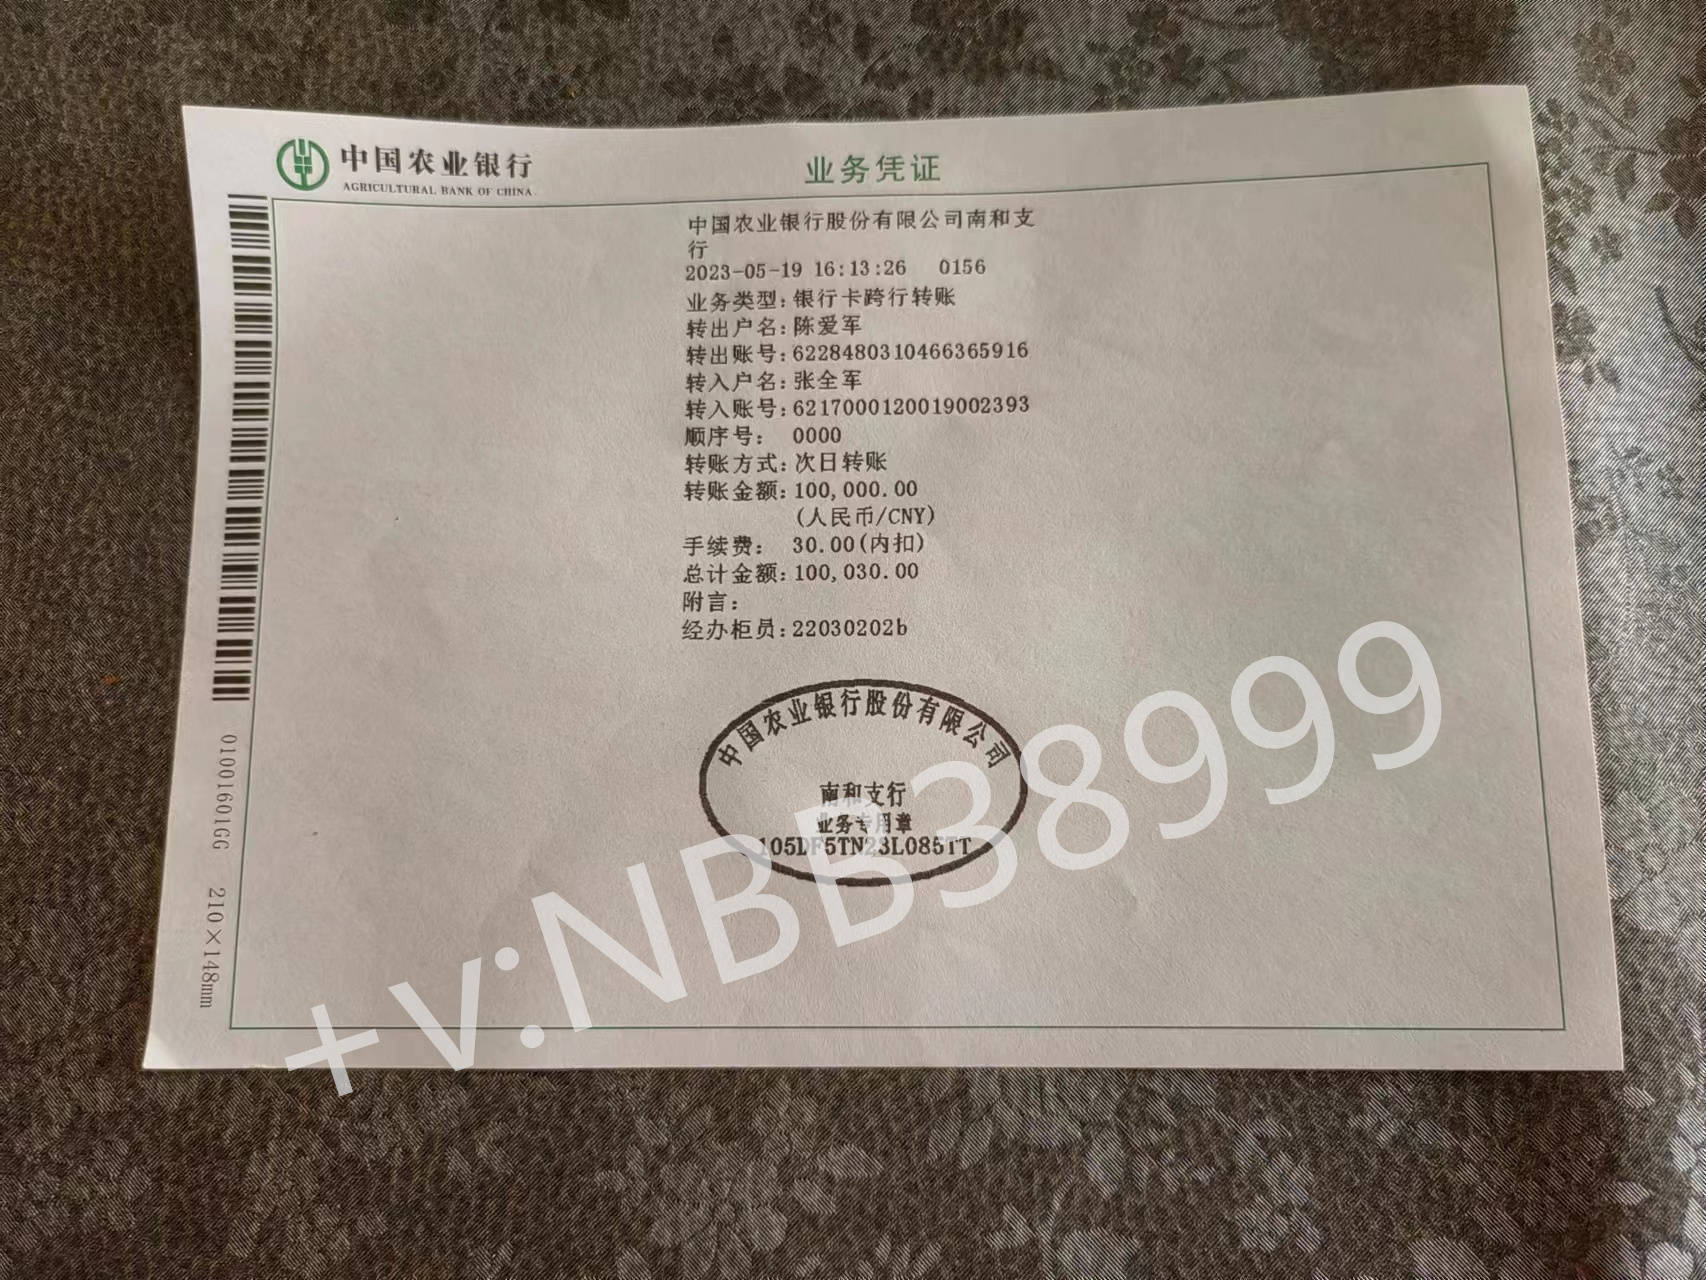 中国农业银行
AGRICULTURAL BANK OF CHINA
业务凭证
中国农业银行股份有限公司南和支
行
2023-05-19 16:13:26 0156
业务类型:银行卡跨行转账
转出户名:陈爱军
转出账号:6228480310466365916
转入户名:张全军
转入账号:6217000120019002393
顺序号: 0000
转账方式:次日转账
转账金额:100,000.00
(人民币/CNY)
手续费: 30.00(内扣)
总计金额:100,030.00
附言:
经办柜员:22030202b
中国农业银行股份有限公司
南和支行
业务专用章
105DF5TN23L085TT
01001601GG 210×148mm
+v:NBB38999